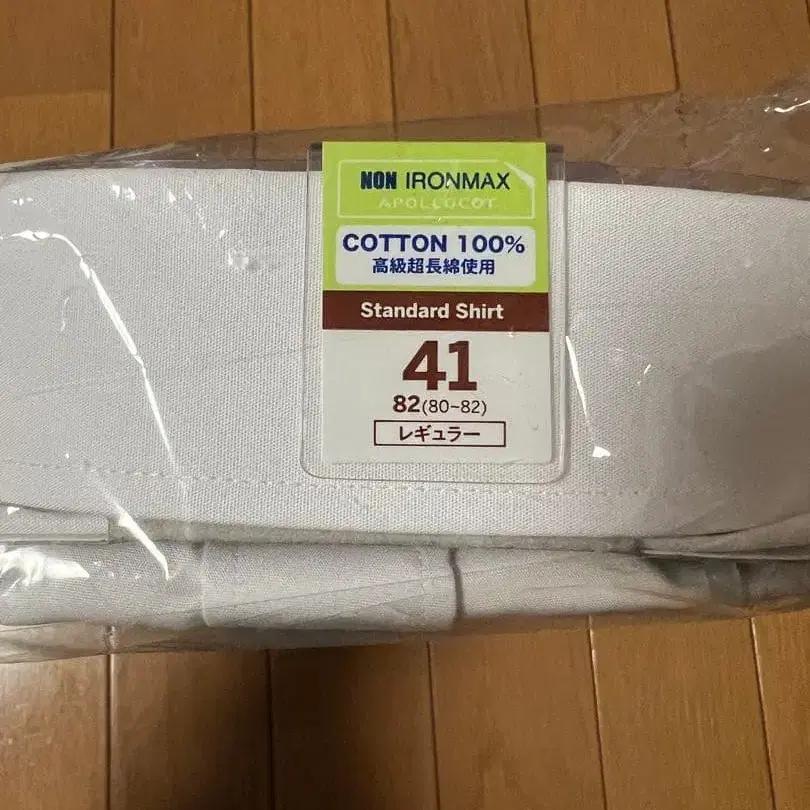 NON IRONMAX
APOLLOCOT
COTTON 100%
高級超長綿使用
Standard Shirt
41
82(80~82)
レギュラー